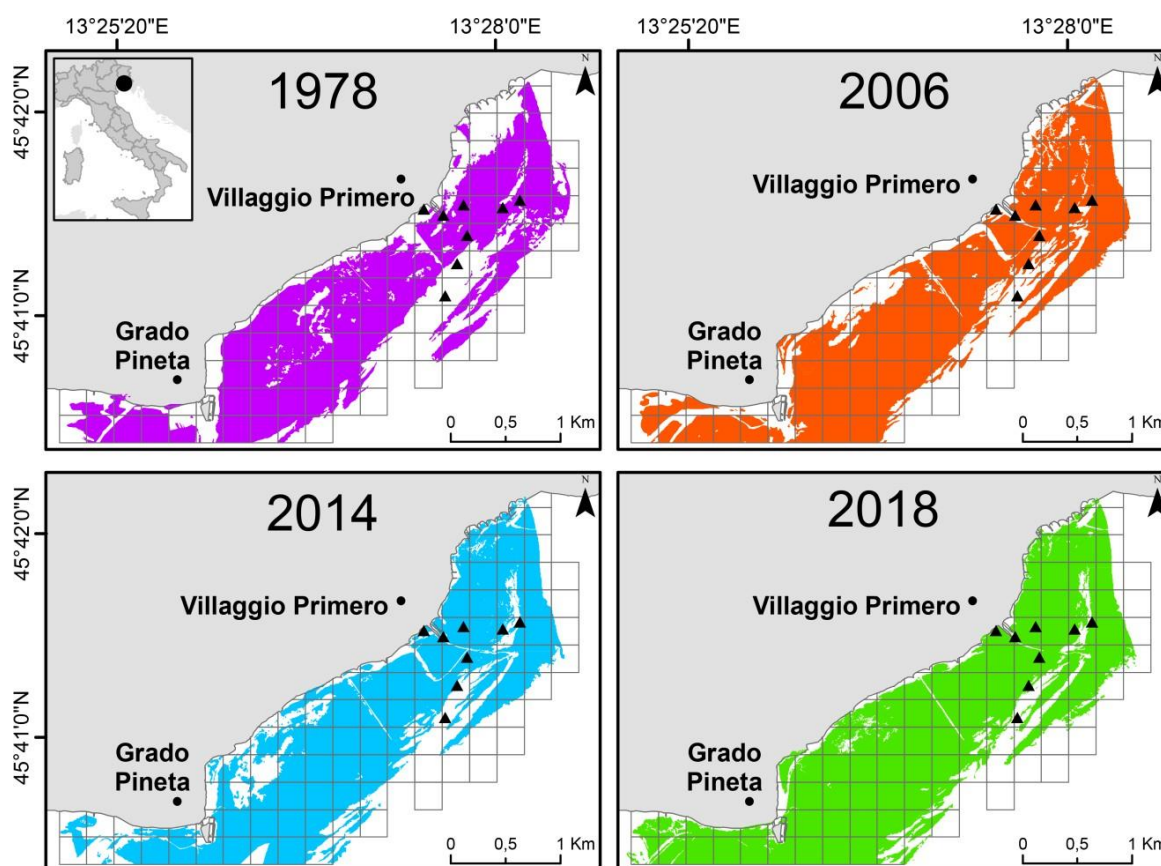 13°25'20"E
13°28'0"E
13°25'20"E
13°28'0"E
N
1978
45°42'0"N
Villaggio Primero
45°41'0"N
Grado
Pineta
0 0,5 1 Km
N
2006
Villaggio Primero
Grado
Pineta
0 0,5 1 Km
N
2014
45°42'0"N
Villaggio Primero
45°41'0"N
Grado
Pineta
0 0,5 1 Km
N
2018
Villaggio Primero
Grado
Pineta
0 0,5 1 Km